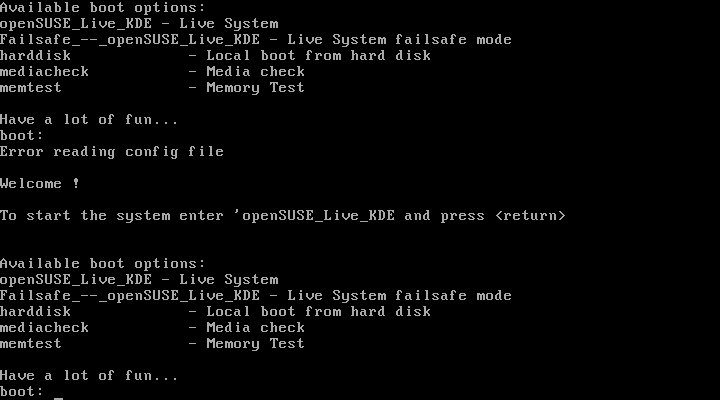 Available boot options:
openSUSE_Live_KDE - Live System
Failsafe_--_openSUSE_Live_KDE - Live System failsafe mode
harddisk - Local boot from hard disk
mediacheck - Media check
memtest - Memory Test
Have a lot of fun...
boot:
Error reading config file
Welcome !
To start the system enter 'openSUSE_Live_KDE and press <return>
Available boot options:
openSUSE_Live_KDE - Live System
Failsafe_--_openSUSE_Live_KDE - Live System failsafe mode
harddisk - Local boot from hard disk
mediacheck - Media check
memtest - Memory Test
Have a lot of fun...
boot: _